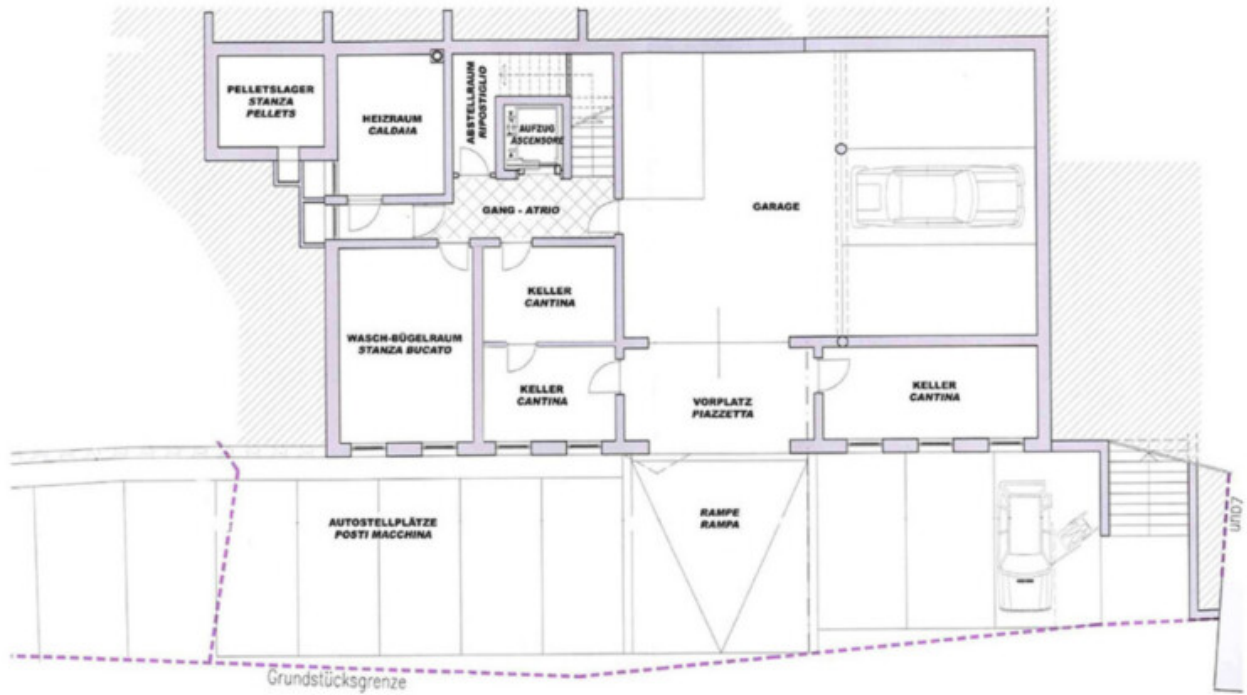 PELLETSLAGER
STANZA
PELLETS
HEIZRAUM
CALDAIA
ABSTELLRAUM
RIPOSTIGLIO
AUFZUG
ASCENSORE
GANG - ATRIO
GARAGE
KELLER
CANTINA
WASCH-BÜGELRAUM
STANZA BUCATO
KELLER
CANTINA
VORPLATZ
PIAZZETTA
KELLER
CANTINA
AUTOSTELLPLÄTZE
POSTI MACCHINA
RAMPE
RAMPA
Zaun
Grundstücksgrenze